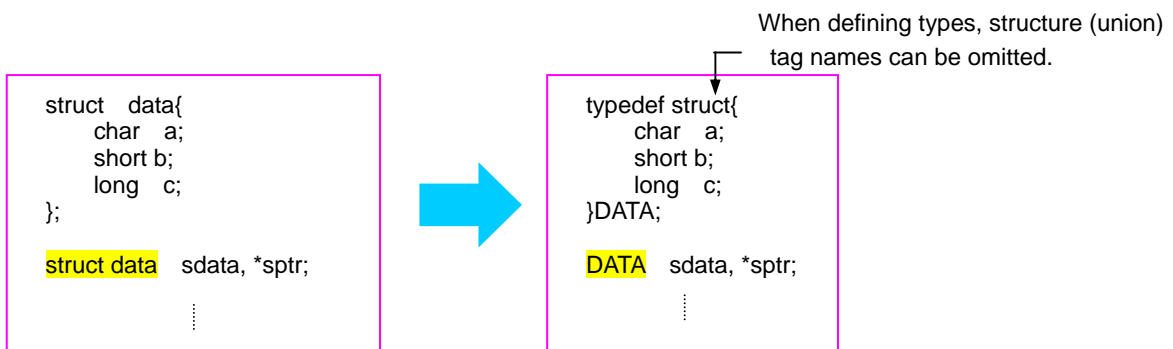 When defining types, structure (union)
tag names can be omitted.
struct data{
char a;
short b;
long c;
};
struct data sdata, *sptr;
typedef struct{
char a;
short b;
long c;
}DATA;
DATA sdata, *sptr;